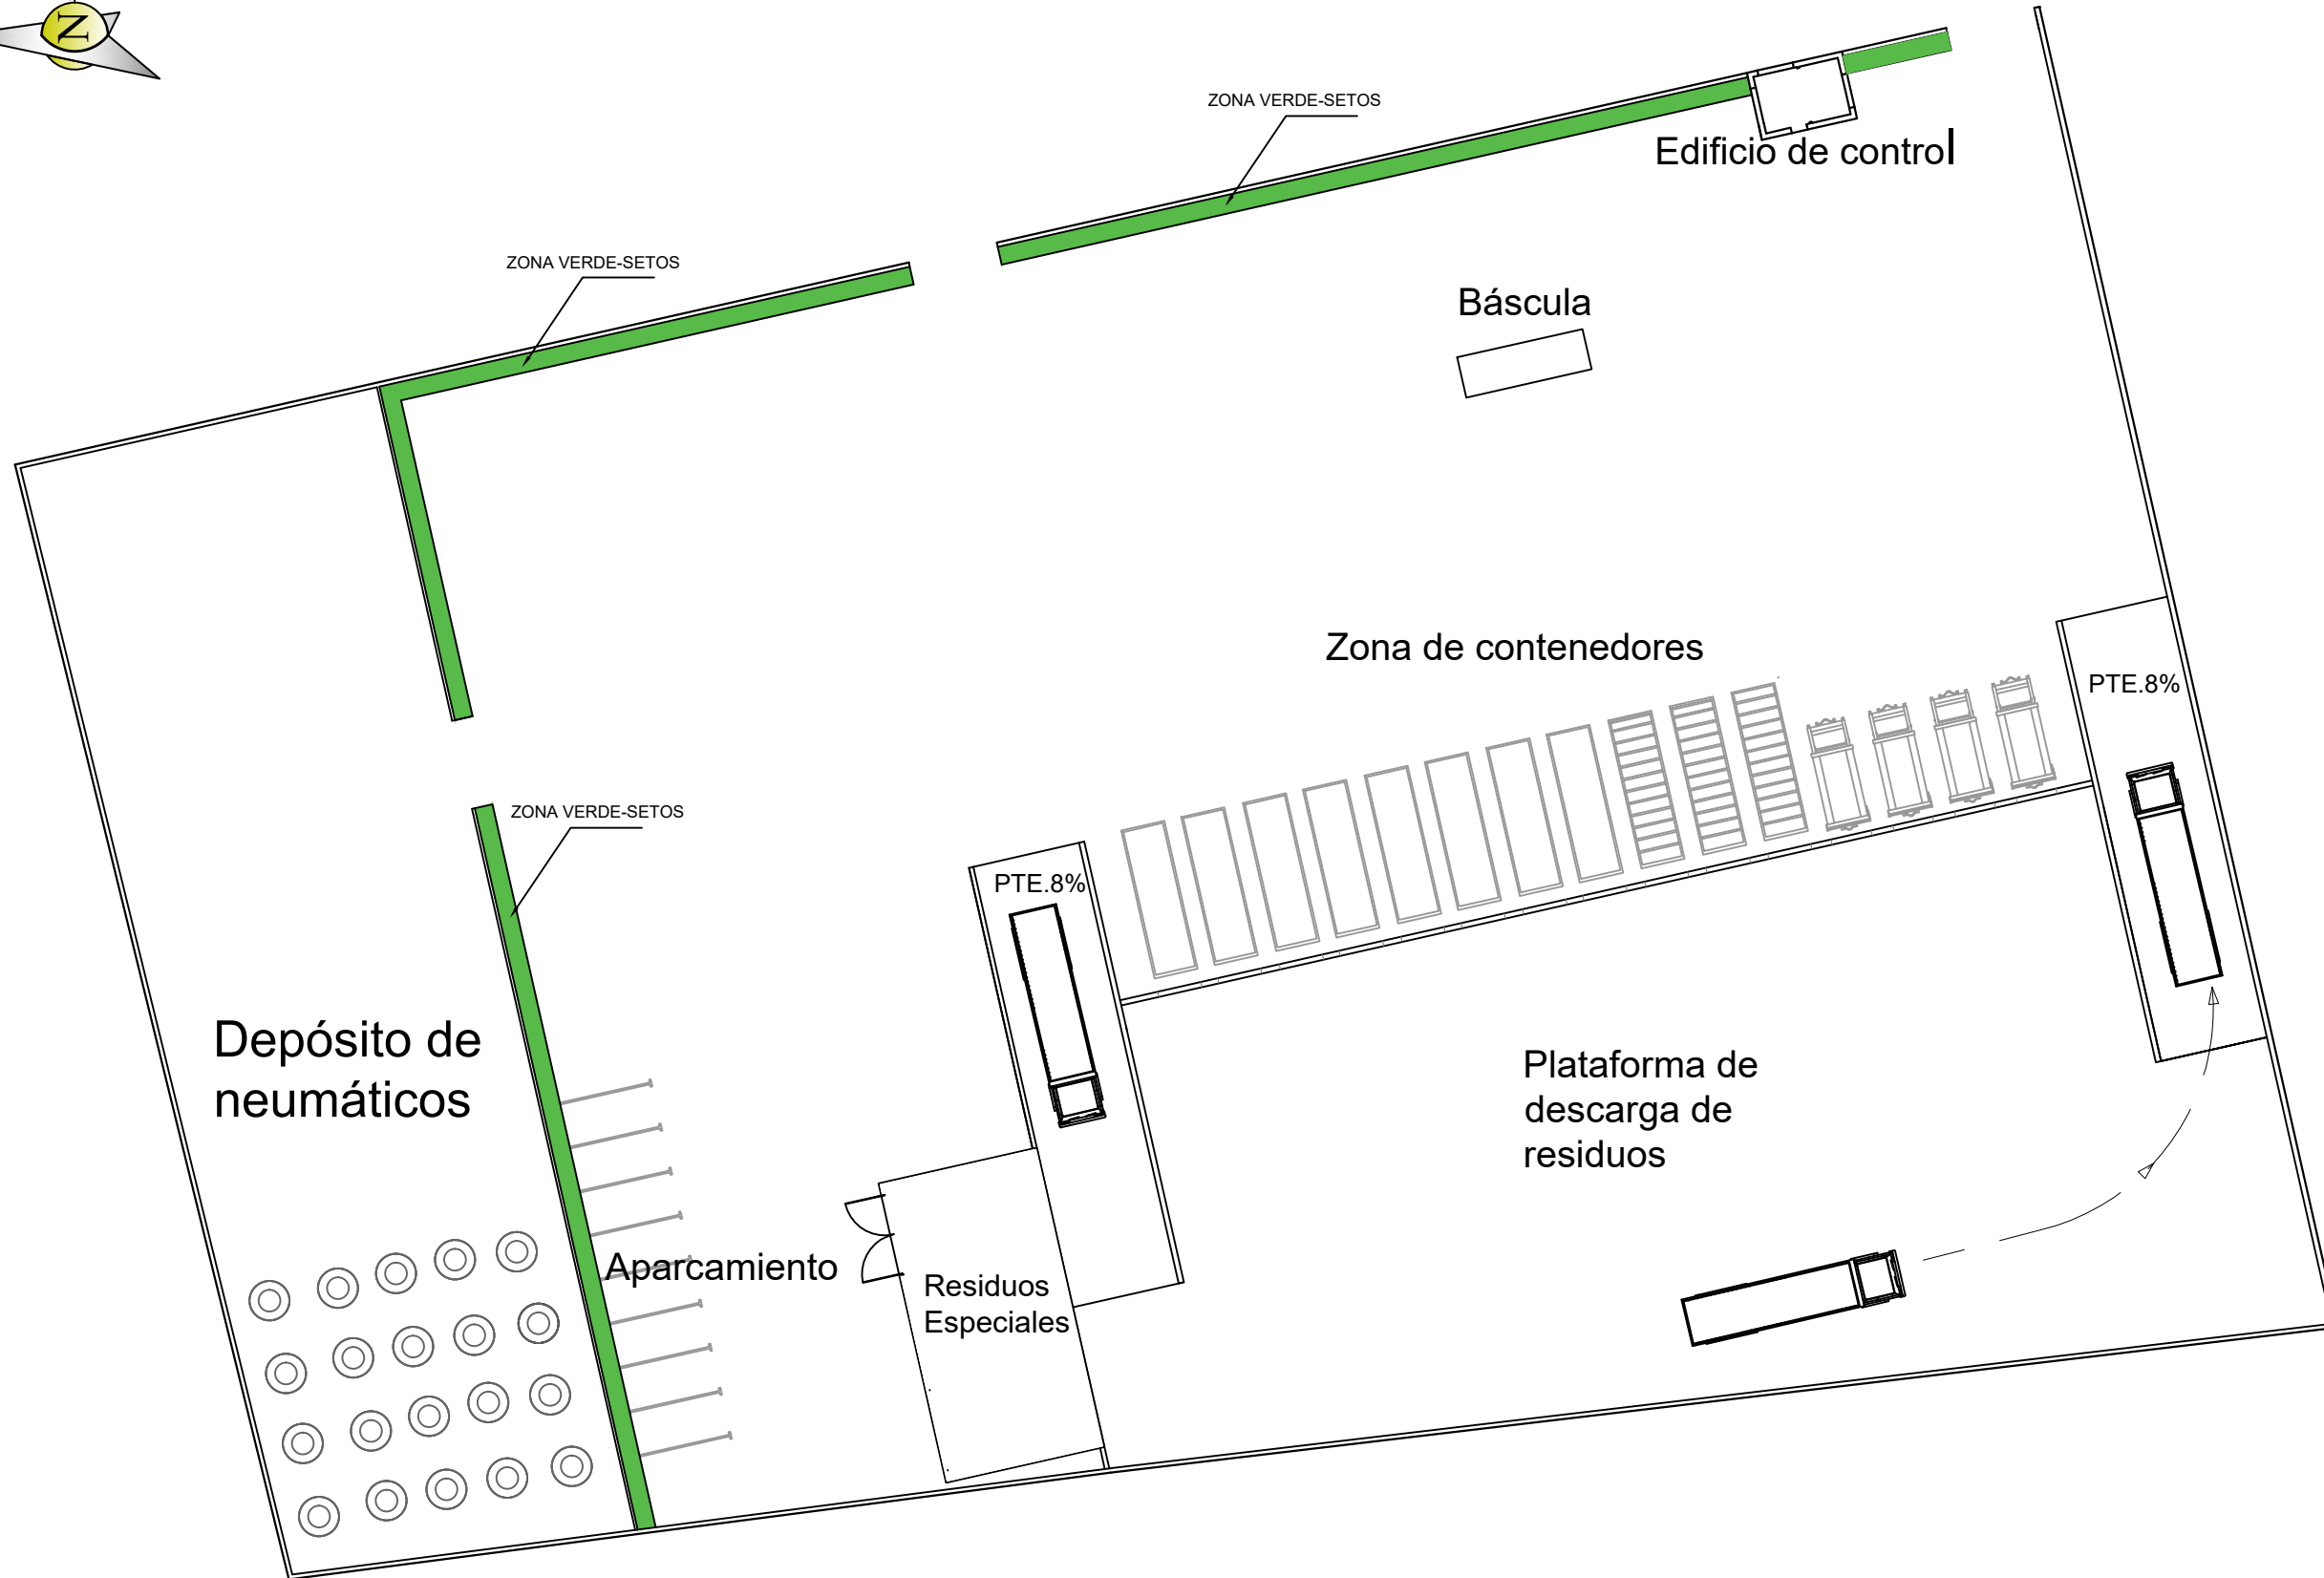 N
ZONA VERDE-SETOS
Edificio de control
ZONA VERDE-SETOS
Báscula
Zona de contenedores
PTE.8%
ZONA VERDE-SETOS
PTE.8%
Depósito de
neumáticos
Plataforma de
descarga de
residuos
Aparcamiento
Residuos
Especiales